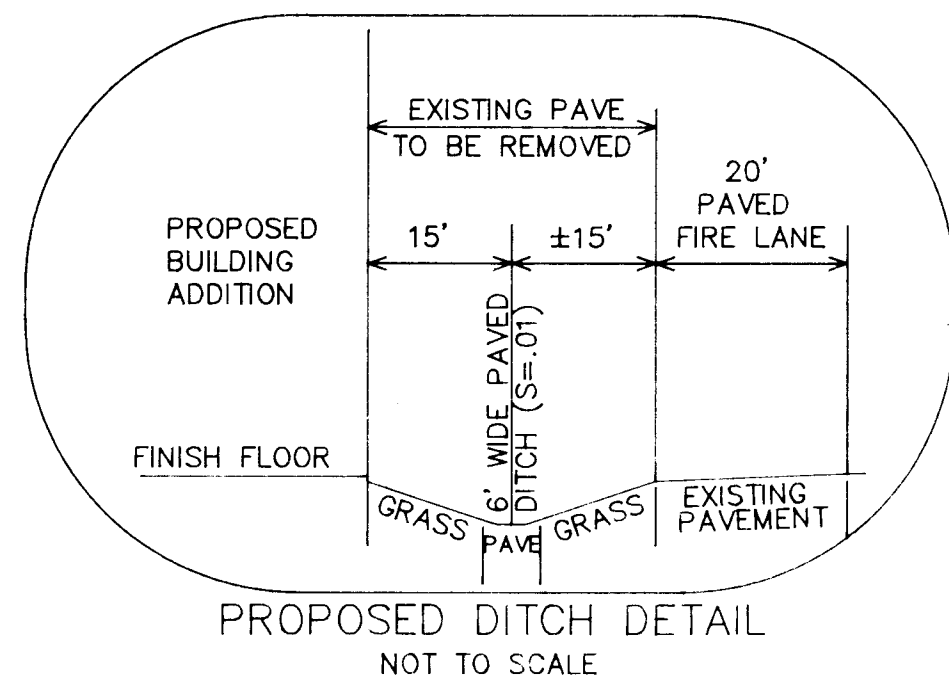 EXISTING PAVE
TO BE REMOVED
20'
PAVED
FIRE LANE
PROPOSED
BUILDING
ADDITION
15'
±15'
6' WIDE PAVED
DITCH (S=.01)
FINISH FLOOR
GRASS
PAVE
GRASS
EXISTING
PAVEMENT
PROPOSED DITCH DETAIL
NOT TO SCALE